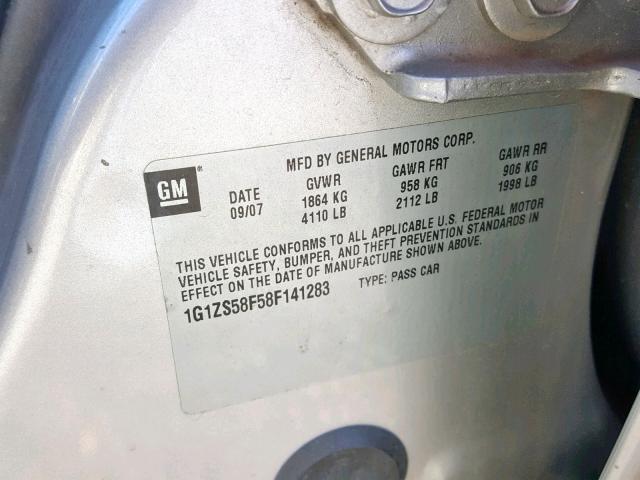 MFD BY GENERAL MOTORS CORP.
GM®
DATE GVWR GAWR FRT GAWR RR
09/07 1864 KG 958 KG 906 KG
4110 LB 2112 LB 1998 LB
THIS VEHICLE CONFORMS TO ALL APPLICABLE U.S. FEDERAL MOTOR
VEHICLE SAFETY, BUMPER, AND THEFT PREVENTION STANDARDS IN
EFFECT ON THE DATE OF MANUFACTURE SHOWN ABOVE.
1G1ZS58F58F141283 TYPE: PASS CAR